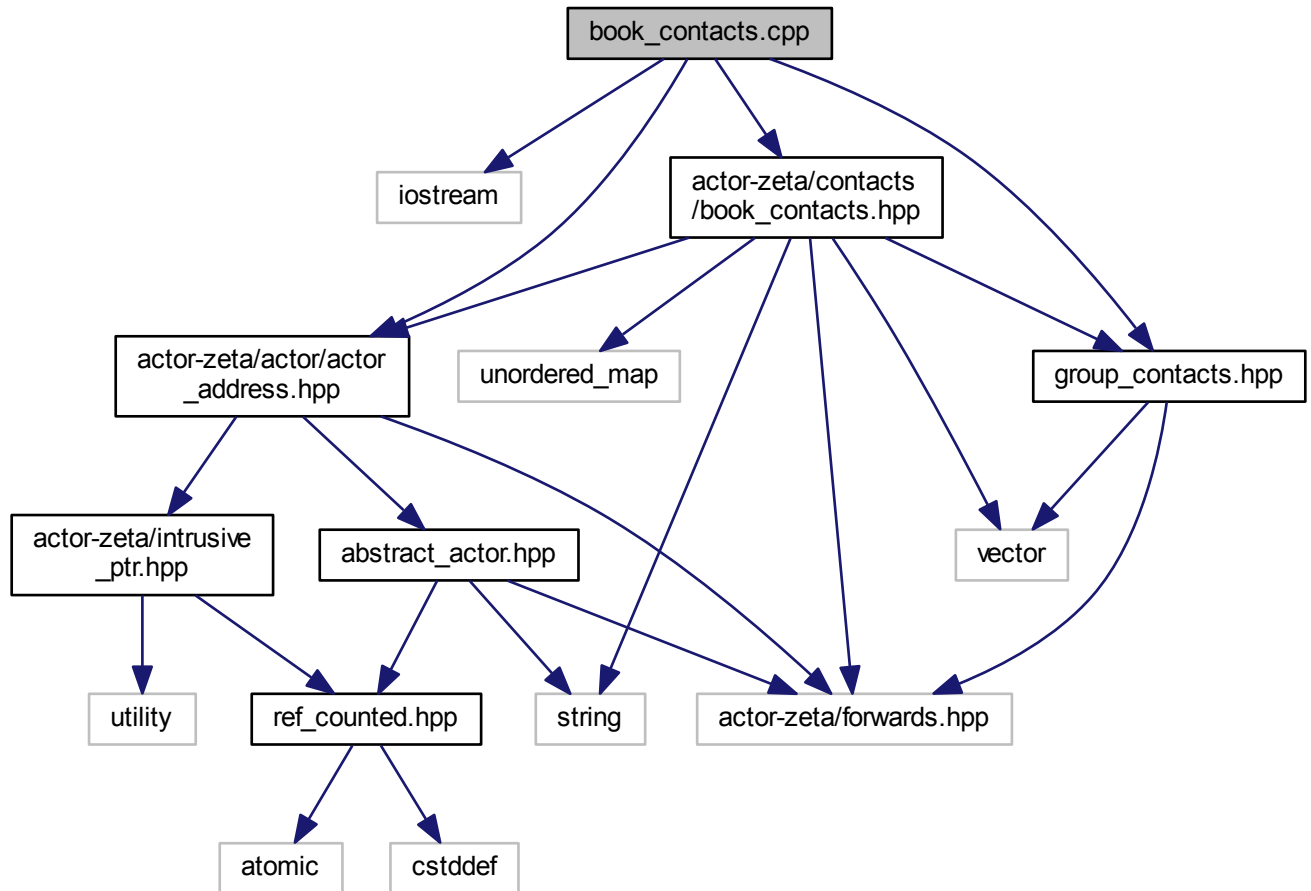 book_contacts.cpp
iostream
actor-zeta/contacts
/book_contacts.hpp
actor-zeta/actor/actor
_address.hpp
unordered_map
group_contacts.hpp
actor-zeta/intrusive
_ptr.hpp
abstract_actor.hpp
vector
utility
ref_counted.hpp
string
actor-zeta/forwards.hpp
atomic
cstddef